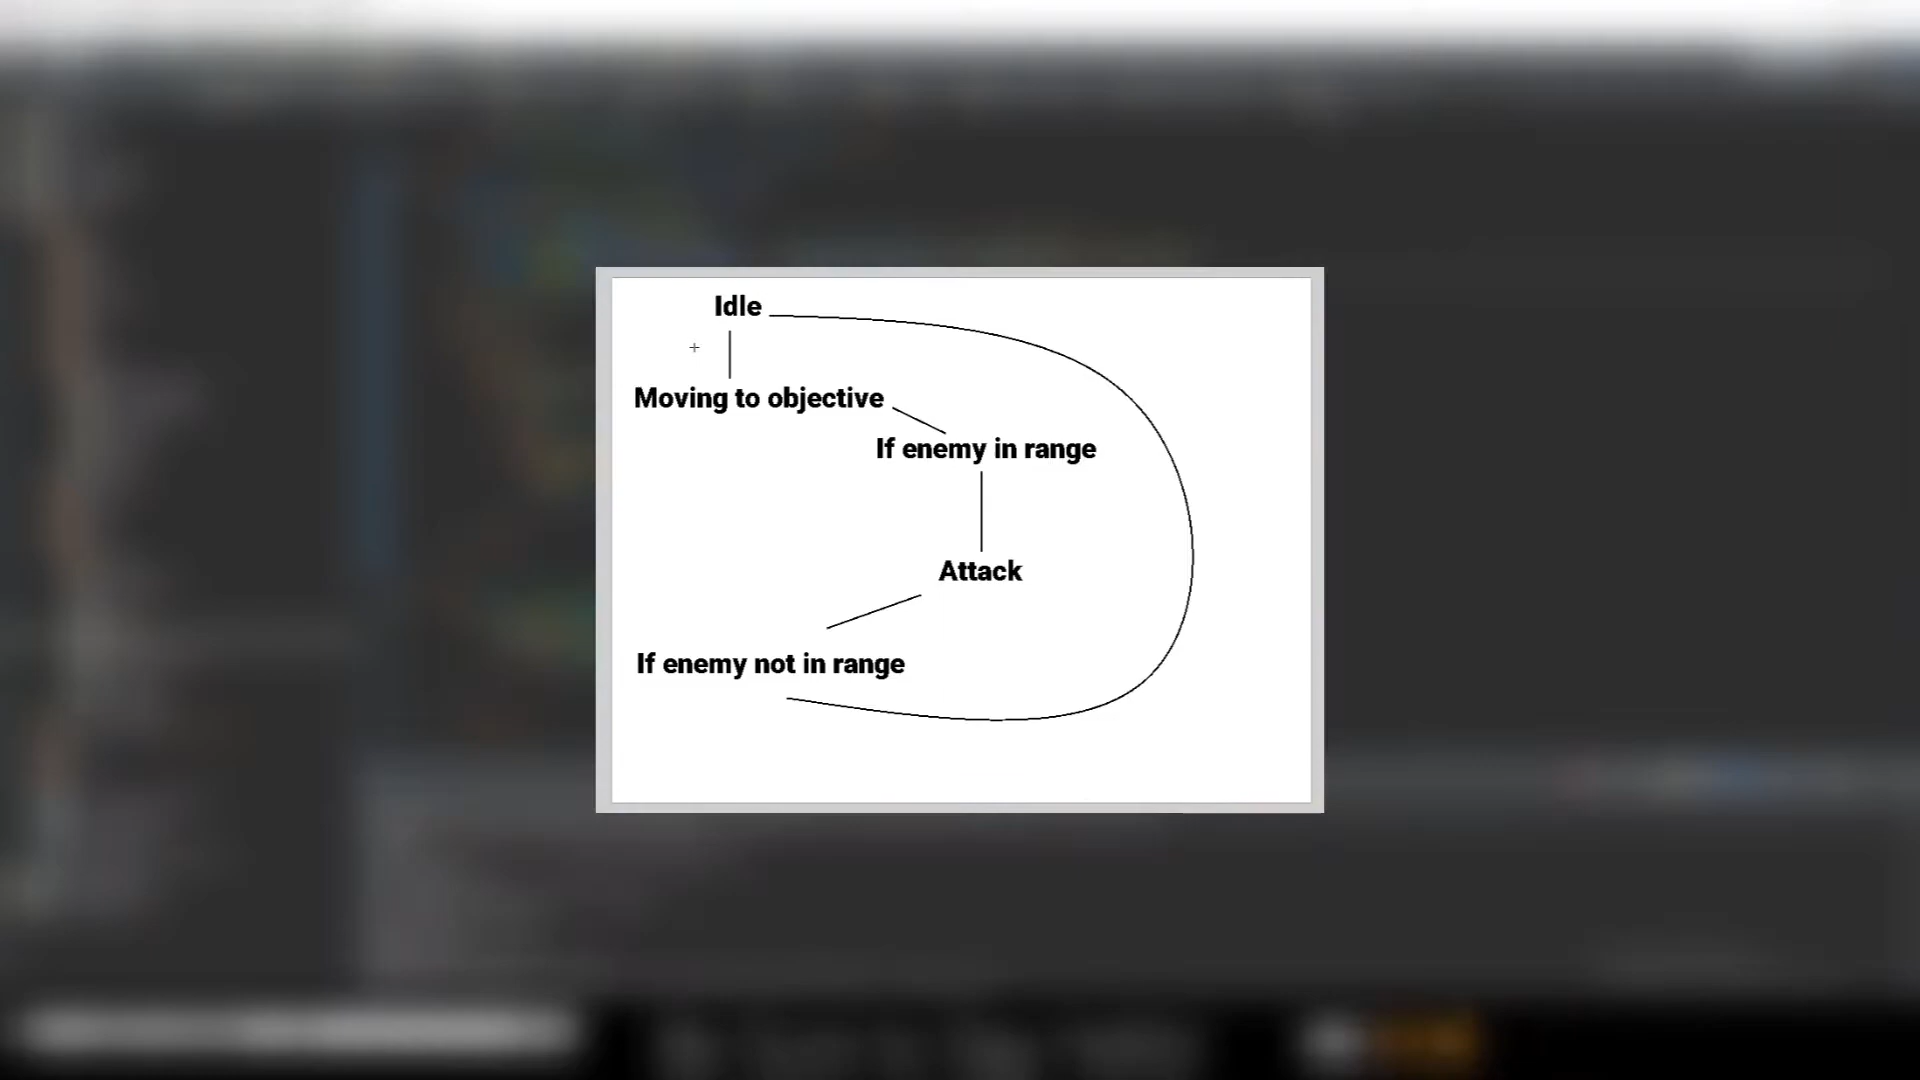 Idle
Moving to objective
If enemy in range
Attack
If enemy not in range